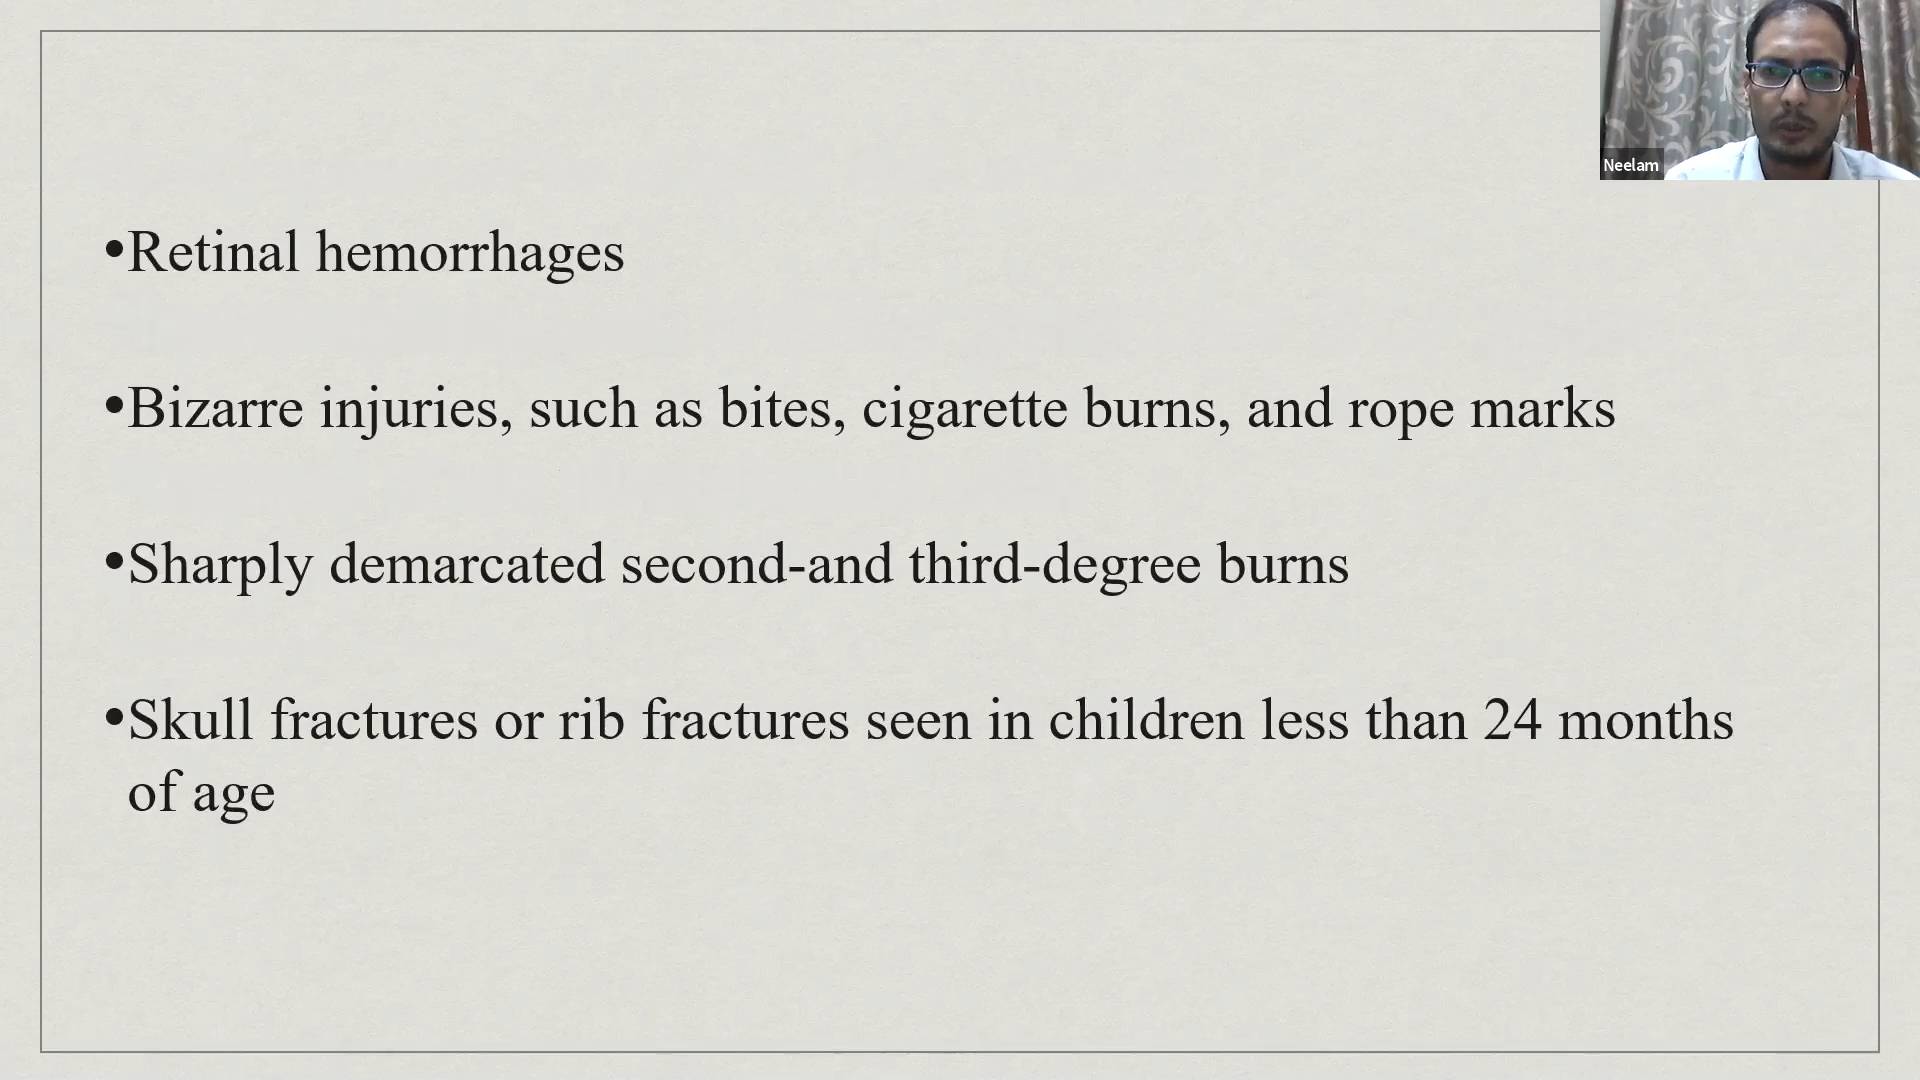 Neelam
•Retinal hemorrhages
•Bizarre injuries, such as bites, cigarette burns, and rope marks
•Sharply demarcated second-and third-degree burns
•Skull fractures or rib fractures seen in children less than 24 months
of age